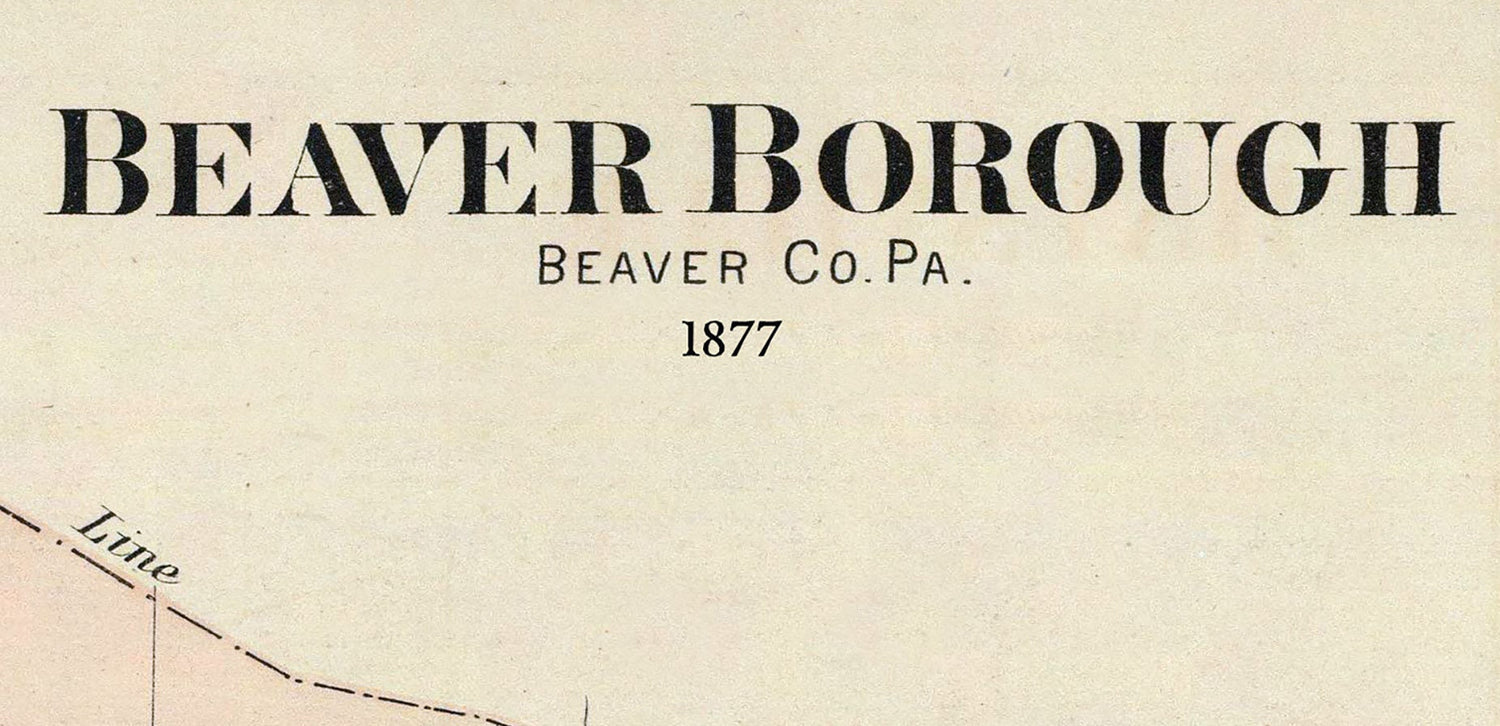 BEAVER BOROUGH
BEAVER CO. PA.
1877
Line